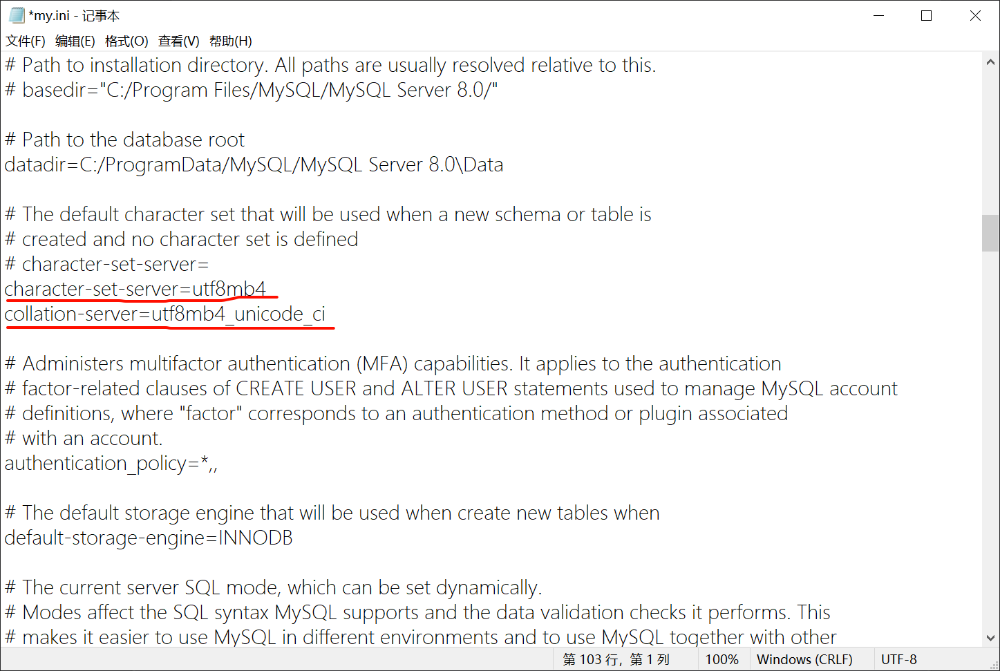 *my.ini - 记事本
文件(F) 编辑(E) 格式(O) 查看(V) 帮助(H)
# Path to installation directory. All paths are usually resolved relative to this.
# basedir="C:/Program Files/MySQL/MySQL Server 8.0/"
# Path to the database root
datadir=C:/ProgramData/MySQL/MySQL Server 8.0\Data
# The default character set that will be used when a new schema or table is
# created and no character set is defined
# character-set-server=
character-set-server=utf8mb4
collation-server=utf8mb4_unicode_ci
# Administers multifactor authentication (MFA) capabilities. It applies to the authentication
# factor-related clauses of CREATE USER and ALTER USER statements used to manage MySQL account
# definitions, where "factor" corresponds to an authentication method or plugin associated
# with an account.
authentication_policy=*,,
# The default storage engine that will be used when create new tables when
default-storage-engine=INNODB
# The current server SQL mode, which can be set dynamically.
# Modes affect the SQL syntax MySQL supports and the data validation checks it performs. This
# makes it easier to use MySQL in different environments and to use MySQL together with other
第 103 行，第 1 列 100% Windows (CRLF) UTF-8